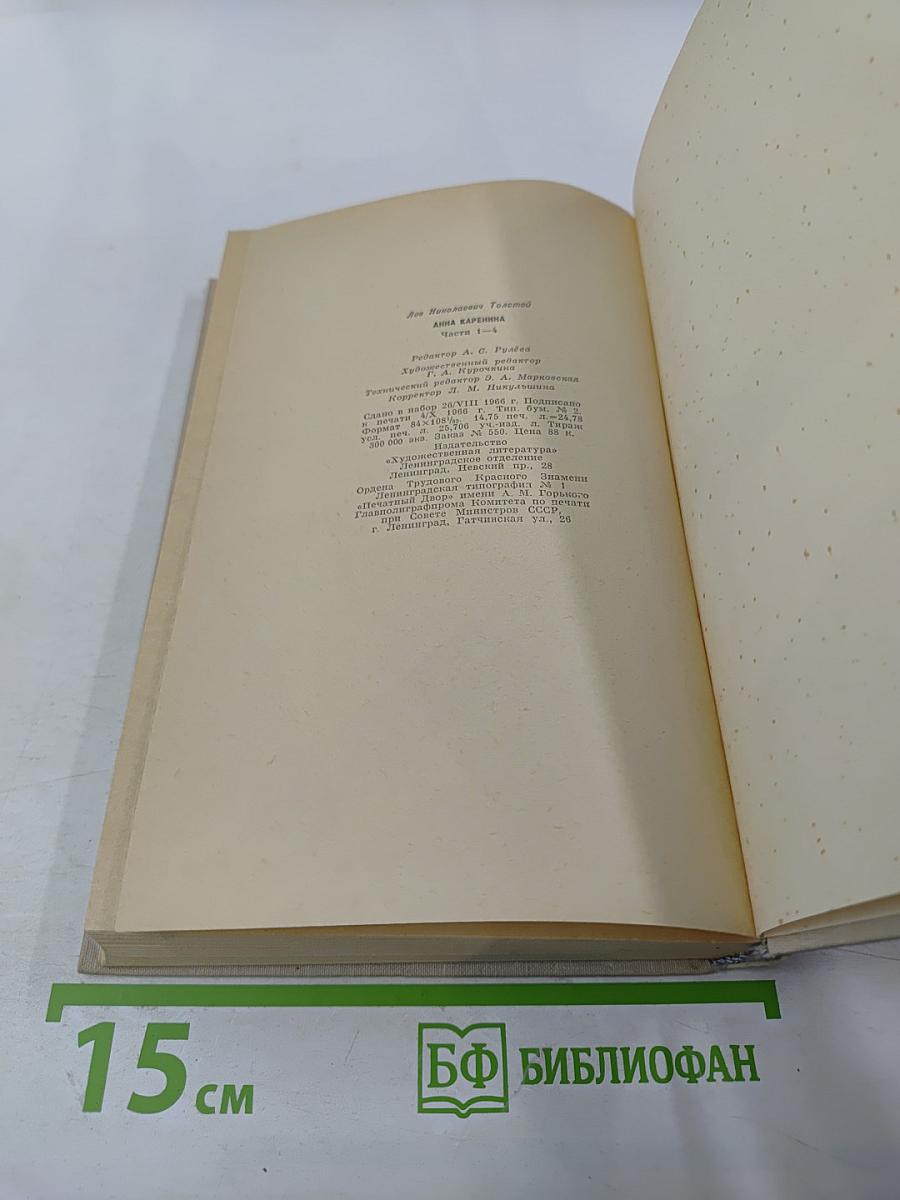 Лев Николаевич Толстой
АННА КАРЕНИНА
Части 1—4
Редактор А. С. Рулёва
Художественный редактор
Г. А. Курочкина
Технический редактор Э. А. Марковская
Корректор Л. М. Никульшина
Сдано в набор 26/VIII 1966 г. Подписано
к печати 4/X 1966 г. Тип. бум. № 2.
Формат 84×108¹/₃₂. 14,75 печ. л.=24,78
усл. печ. л. 25,706 уч.-изд. л. Тираж
300 000 экз. Заказ № 550. Цена 88 к.
Издательство
«Художественная литература»
Ленинградское отделение
Ленинград, Невский пр., 28
Ордена Трудового Красного Знамени
Ленинградская типография № 1
«Печатный Двор» имени А. М. Горького
Главполиграфпрома Комитета по печати
при Совете Министров СССР,
г. Ленинград, Гатчинская ул., 26
15 см
БФ БИБЛИОФАН